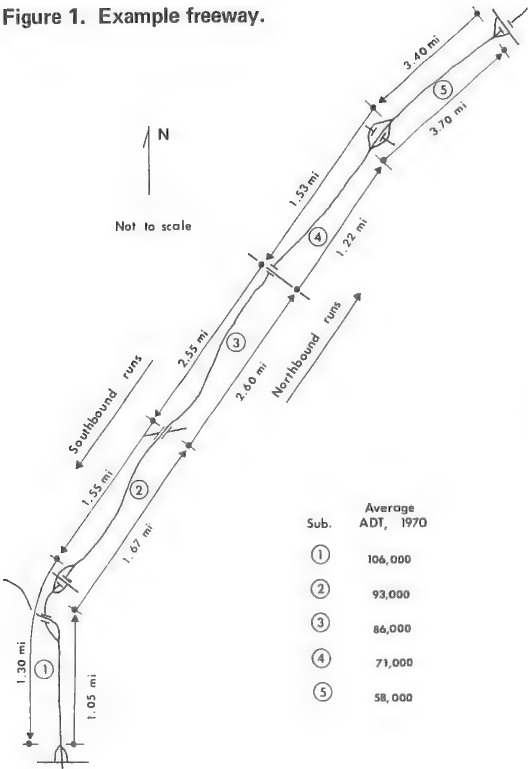 Figure 1. Example freeway.
3.40 mi
5
3.70 mi
N
Not to scale
1.53 mi
4
1.22 mi
2.55 mi
3
2.60 mi
Northbound runs
Southbound runs
1.55 mi
2
1.67 mi
1.30 mi
1
1.05 mi
Average
Sub. ADT, 1970
1 106,000
2 93,000
3 86,000
4 71,000
5 58,000